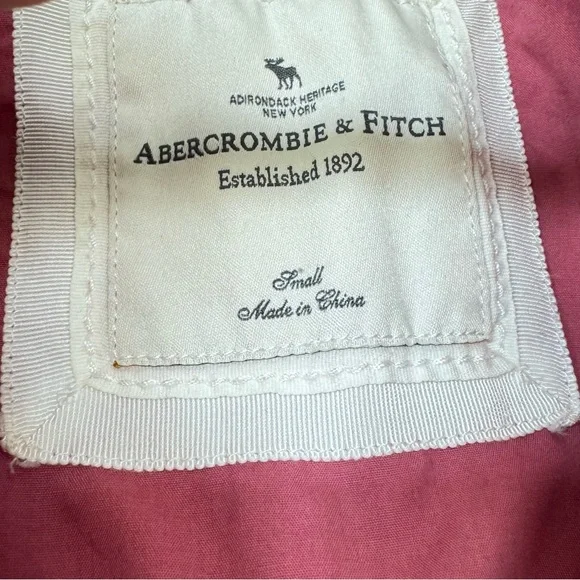 ADIRONDACK HERITAGE
NEW YORK
ABERCROMBIE & FITCH
Established 1892
Small
Made in China